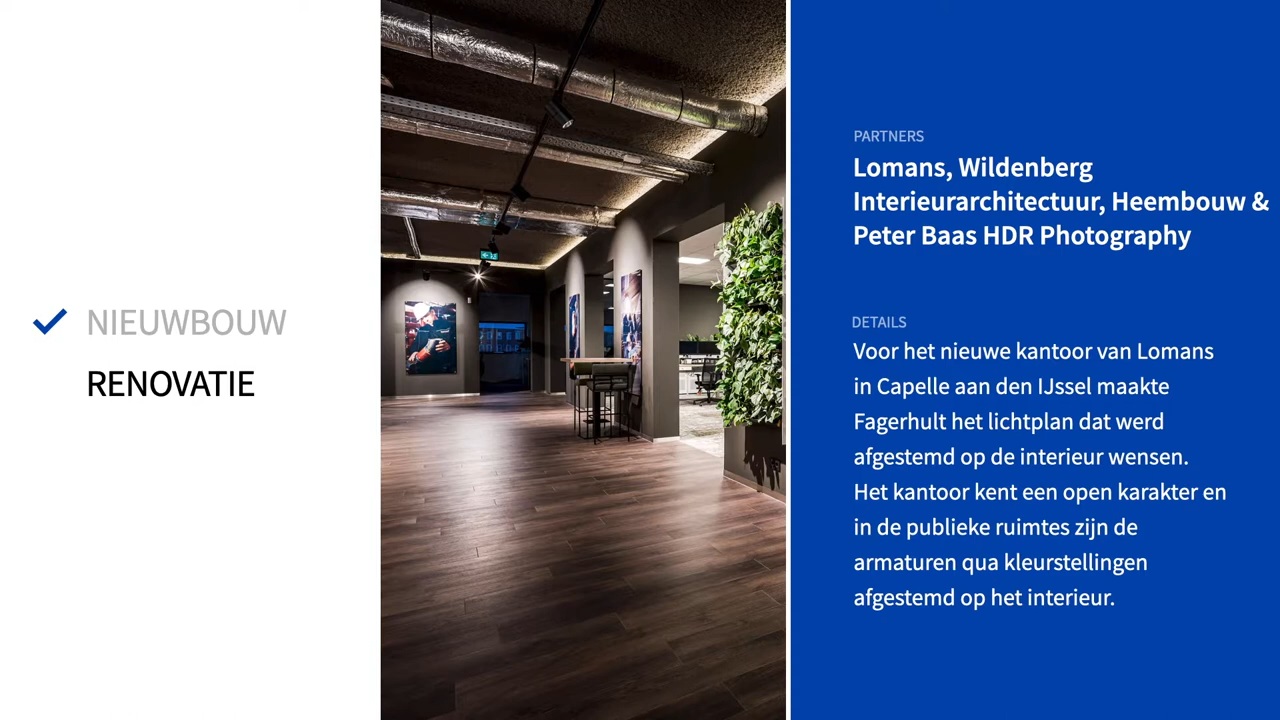 NIEUWBOUW
RENOVATIE
PARTNERS
Lomans, Wildenberg
Interieurarchitectuur, Heembouw &
Peter Baas HDR Photography
DETAILS
Voor het nieuwe kantoor van Lomans
in Capelle aan den IJssel maakte
Fagerhult het lichtplan dat werd
afgestemd op de interieur wensen.
Het kantoor kent een open karakter en
in de publieke ruimtes zijn de
armaturen qua kleurstellingen
afgestemd op het interieur.